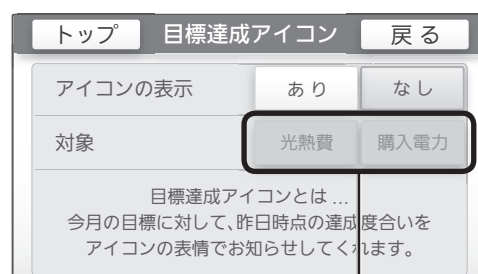 トップ 目標達成アイコン 戻る
アイコンの表示 あり なし
対象 光熱費 購入電力
目標達成アイコンとは...
今月の目標に対して、昨日時点の達成度合いを
アイコンの表情でお知らせしてくれます。